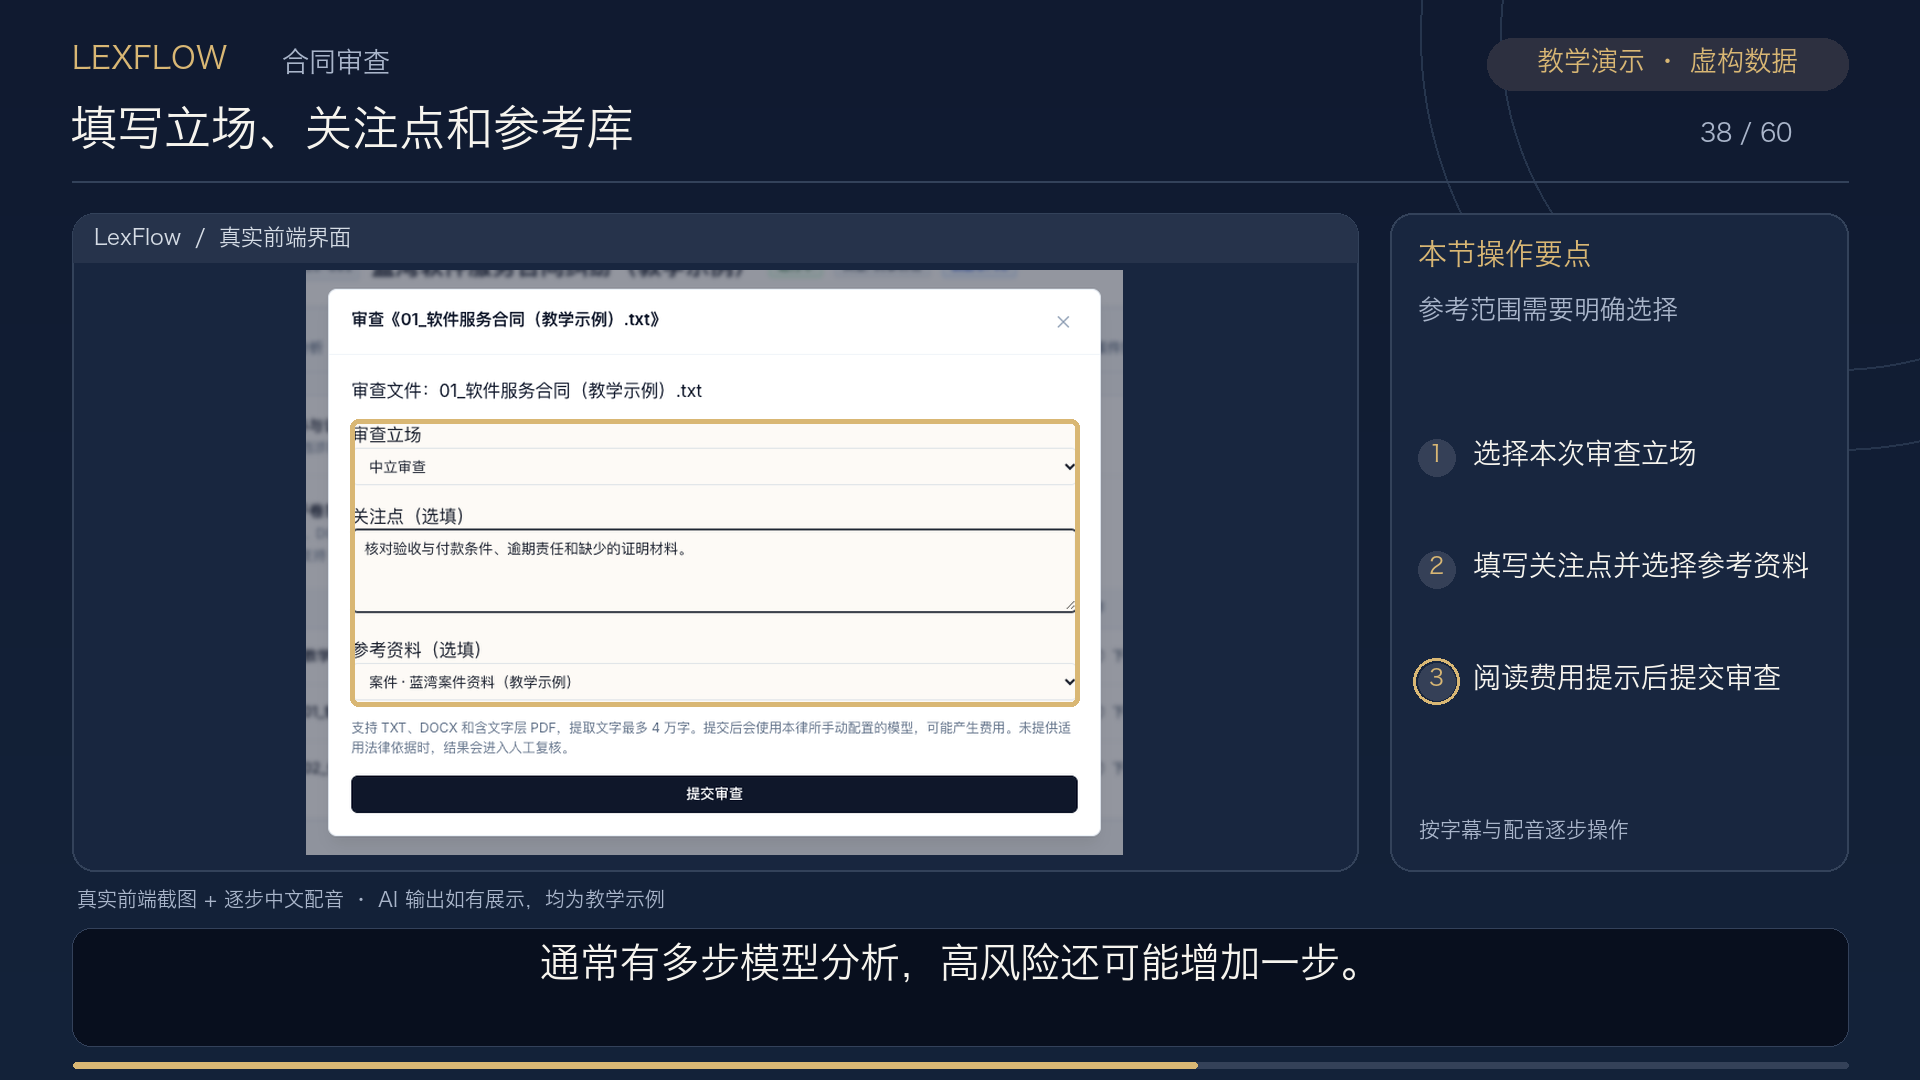 LEXFLOW 合同审查
教学演示 · 虚构数据
填写立场、关注点和参考库
38 / 60
LexFlow / 真实前端界面
审查《01_软件服务合同（教学示例）.txt》
审查文件：01_软件服务合同（教学示例）.txt
审查立场
中立审查
关注点（选填）
核对验收与付款条件、逾期责任和缺少的证明材料。
参考资料（选填）
案件 · 蓝湾案件资料（教学示例）
支持 TXT、DOCX 和含文字层 PDF，提取文字最多 4 万字。提交后会使用本律所手动配置的模型，可能产生费用。未提供适
用法律依据时，结果会进入人工复核。
提交审查
本节操作要点
参考范围需要明确选择
1 选择本次审查立场
2 填写关注点并选择参考资料
3 阅读费用提示后提交审查
按字幕与配音逐步操作
真实前端截图 + 逐步中文配音 · AI 输出如有展示，均为教学示例
通常有多步模型分析，高风险还可能增加一步。